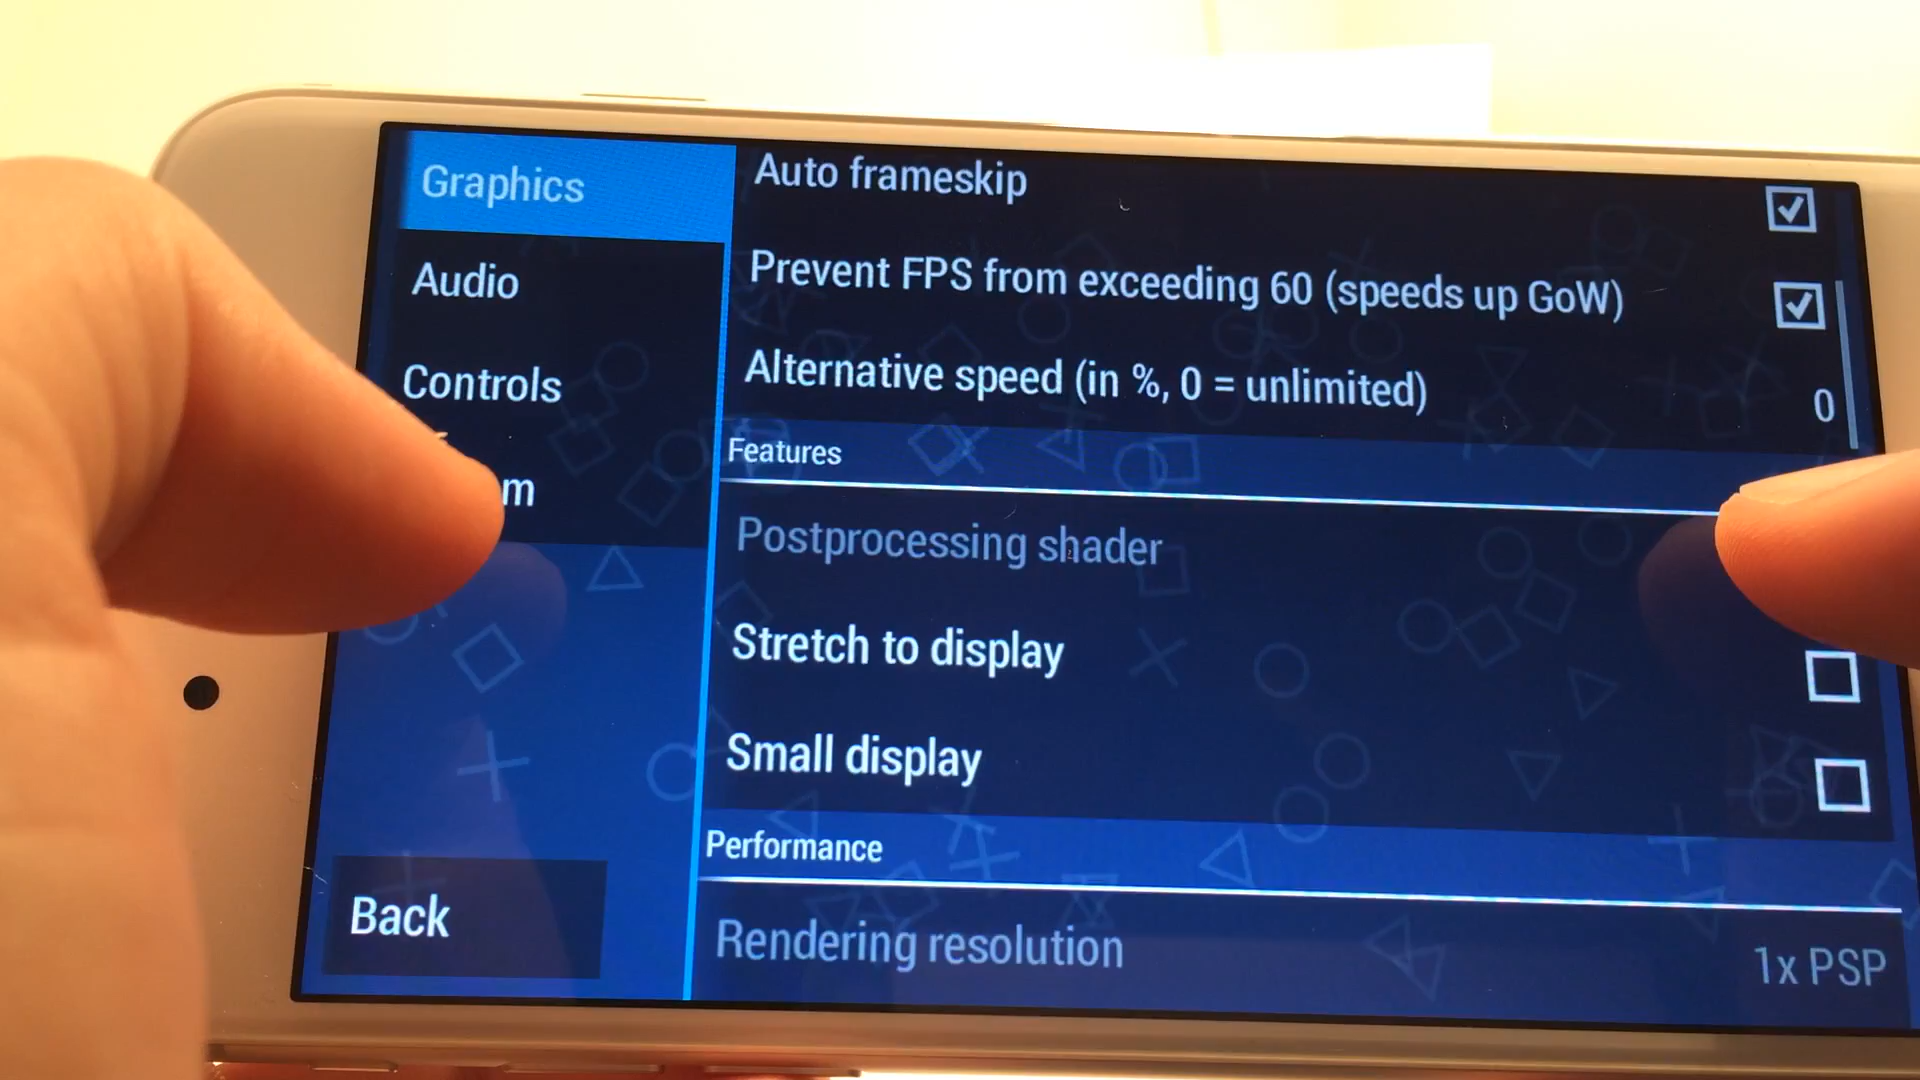 Graphics
Audio
Controls
Back
Auto frameskip
Prevent FPS from exceeding 60 (speeds up GoW)
Alternative speed (in %, 0 = unlimited)
0
Features
Postprocessing shader
Stretch to display
Small display
Performance
Rendering resolution
1x PSP